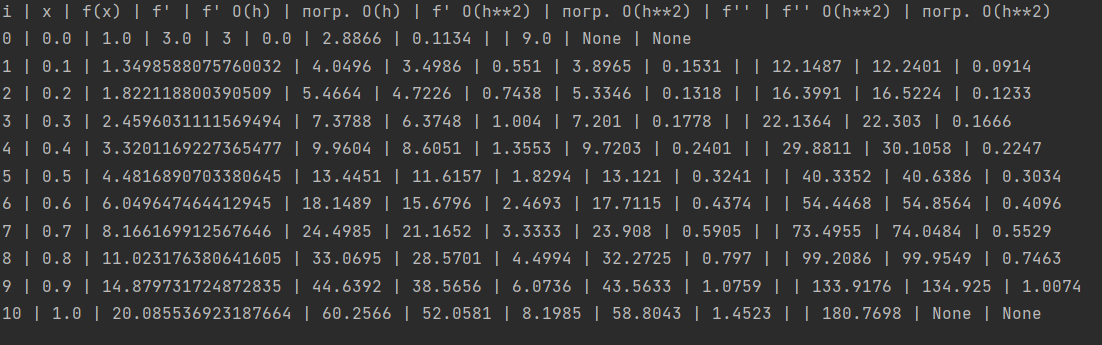 i | x | f(x) | f' | f' O(h) | погр. O(h) | f' O(h**2) | погр. O(h**2) | f'' | f'' O(h**2) | погр. O(h**2)
0 | 0.0 | 1.0 | 3.0 | 3 | 0.0 | 2.8866 | 0.1134 | | 9.0 | None | None
1 | 0.1 | 1.3498588075760032 | 4.0496 | 3.4986 | 0.551 | 3.8965 | 0.1531 | | 12.1487 | 12.2401 | 0.0914
2 | 0.2 | 1.822118800390509 | 5.4664 | 4.7226 | 0.7438 | 5.3346 | 0.1318 | | 16.3991 | 16.5224 | 0.1233
3 | 0.3 | 2.4596031111569494 | 7.3788 | 6.3748 | 1.004 | 7.201 | 0.1778 | | 22.1364 | 22.303 | 0.1666
4 | 0.4 | 3.3201169227365477 | 9.9604 | 8.6051 | 1.3553 | 9.7203 | 0.2401 | | 29.8811 | 30.1058 | 0.2247
5 | 0.5 | 4.4816890703380645 | 13.4451 | 11.6157 | 1.8294 | 13.121 | 0.3241 | | 40.3352 | 40.6386 | 0.3034
6 | 0.6 | 6.049647464412945 | 18.1489 | 15.6796 | 2.4693 | 17.7115 | 0.4374 | | 54.4468 | 54.8564 | 0.4096
7 | 0.7 | 8.166169912567646 | 24.4985 | 21.1652 | 3.3333 | 23.908 | 0.5905 | | 73.4955 | 74.0484 | 0.5529
8 | 0.8 | 11.023176380641605 | 33.0695 | 28.5701 | 4.4994 | 32.2725 | 0.797 | | 99.2086 | 99.9549 | 0.7463
9 | 0.9 | 14.879731724872835 | 44.6392 | 38.5656 | 6.0736 | 43.5633 | 1.0759 | | 133.9176 | 134.925 | 1.0074
10 | 1.0 | 20.085536923187664 | 60.2566 | 52.0581 | 8.1985 | 58.8043 | 1.4523 | | 180.7698 | None | None